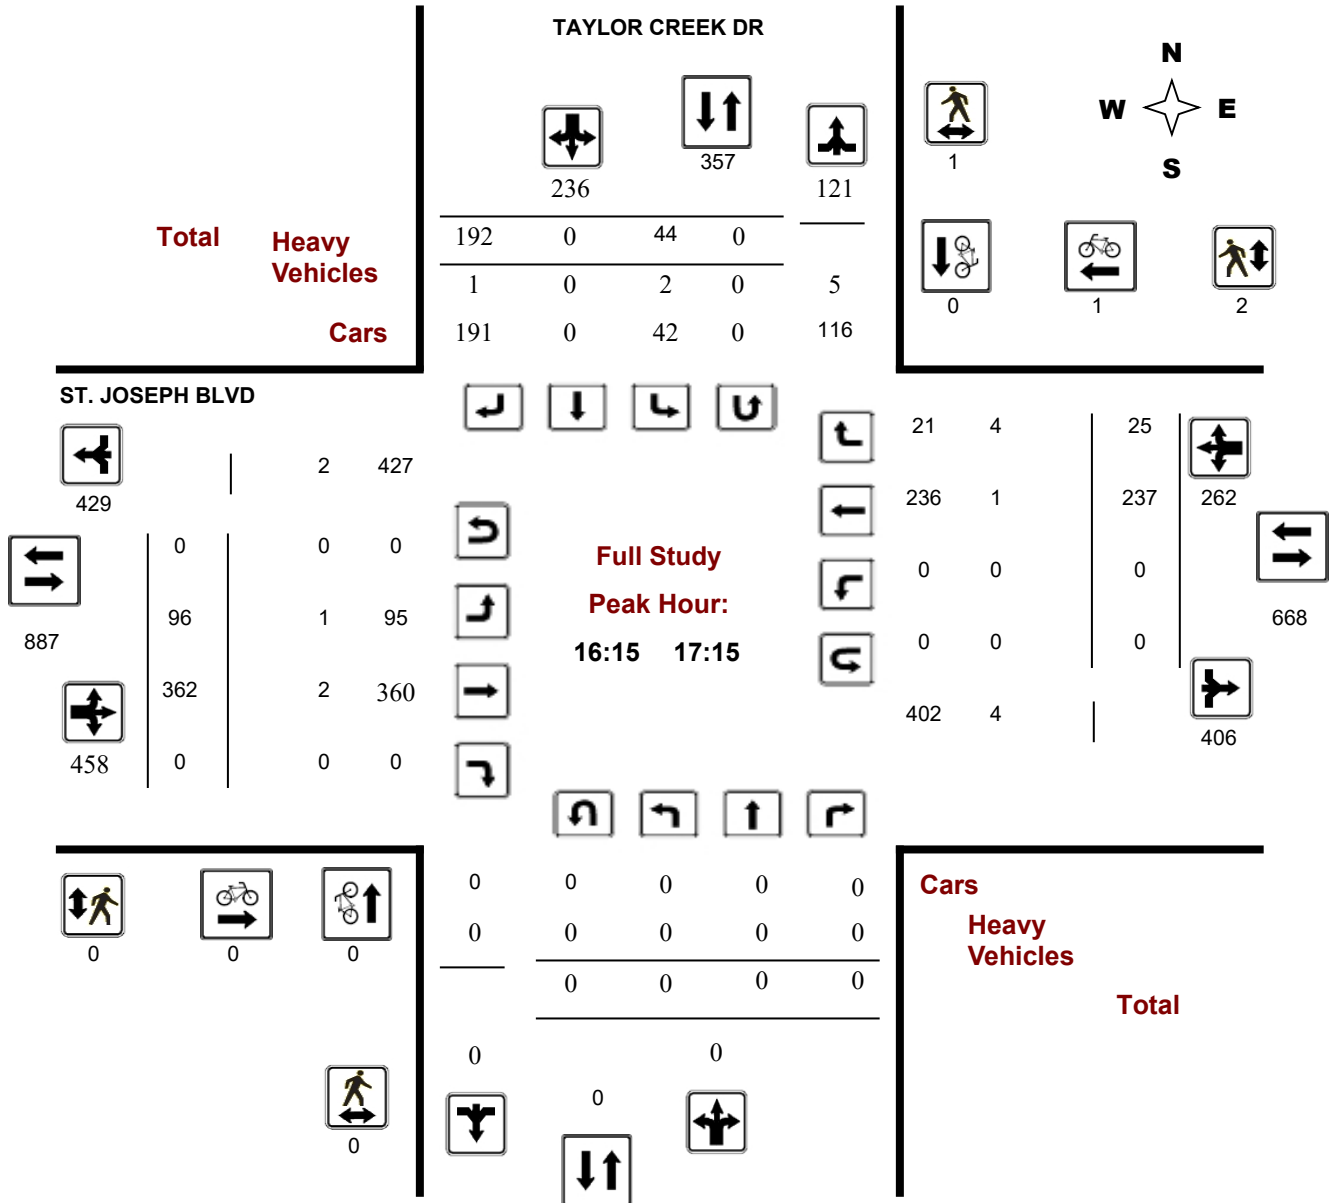 TAYLOR CREEK DR
N
W E
S
1
357
236
121
Total
Heavy
Vehicles
192 0 44 0
1 0 2 0 5
Cars
191 0 42 0 116
0 1 2
ST. JOSEPH BLVD
21 4 25
2 427
429
236 1 237 262
0 0 0
Full Study
0 0 0
Peak Hour:
96 1 95
668
887
16:15 17:15
0 0 0
362 2 360
402 4
406
458
0 0 0
0 0 0 0 0
Cars
0 0 0 0 0
Heavy
Vehicles
0 0 0
0 0 0 0
Total
0 0
0
0